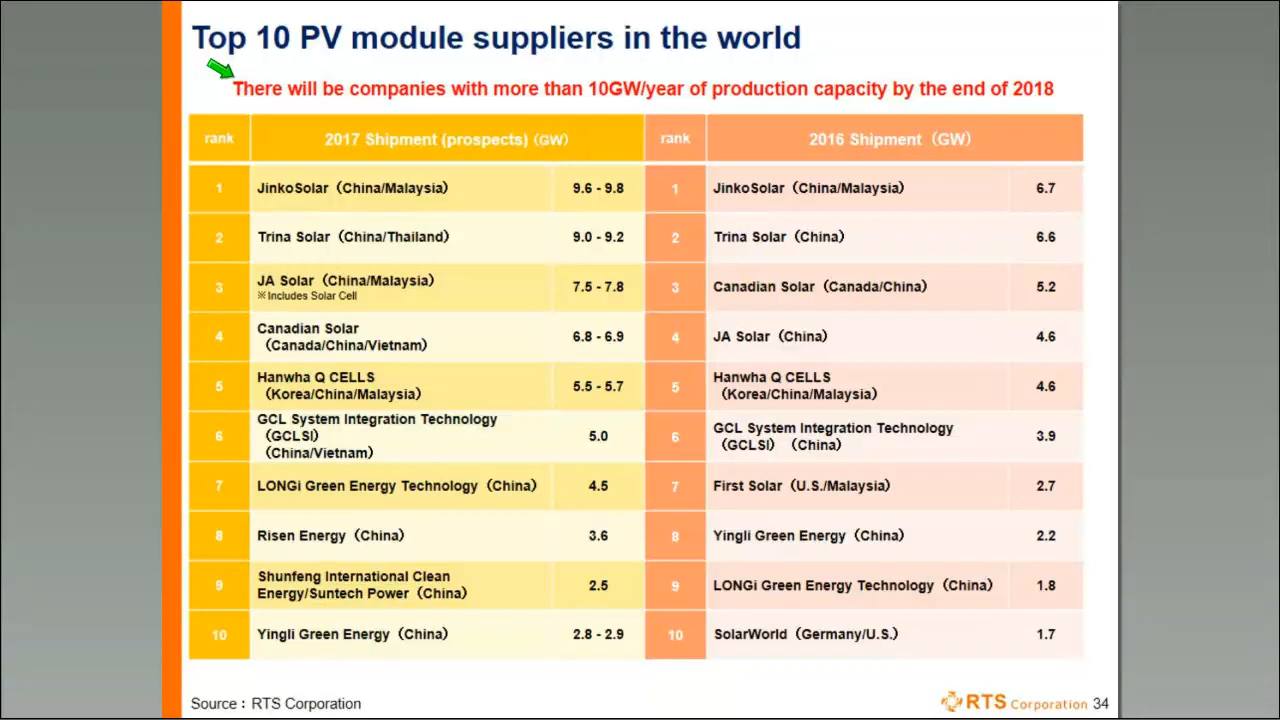 Top 10 PV module suppliers in the world
There will be companies with more than 10GW/year of production capacity by the end of 2018
rank 2017 Shipment (prospects) (GW) rank 2016 Shipment (GW)
1 JinkoSolar (China/Malaysia) 9.6 - 9.8 1 JinkoSolar (China/Malaysia) 6.7
2 Trina Solar (China/Thailand) 9.0 - 9.2 2 Trina Solar (China) 6.6
3 JA Solar (China/Malaysia)
※Includes Solar Cell 7.5 - 7.8 3 Canadian Solar (Canada/China) 5.2
4 Canadian Solar
(Canada/China/Vietnam) 6.8 - 6.9 4 JA Solar (China) 4.6
5 Hanwha Q CELLS
(Korea/China/Malaysia) 5.5 - 5.7 5 Hanwha Q CELLS
(Korea/China/Malaysia) 4.6
6 GCL System Integration Technology
(GCLSI)
(China/Vietnam) 5.0 6 GCL System Integration Technology
(GCLSI) (China) 3.9
7 LONGi Green Energy Technology (China) 4.5 7 First Solar (U.S./Malaysia) 2.7
8 Risen Energy (China) 3.6 8 Yingli Green Energy (China) 2.2
9 Shunfeng International Clean
Energy/Suntech Power (China) 2.5 9 LONGi Green Energy Technology (China) 1.8
10 Yingli Green Energy (China) 2.8 - 2.9 10 SolarWorld (Germany/U.S.) 1.7
Source : RTS Corporation
RTS Corporation 34